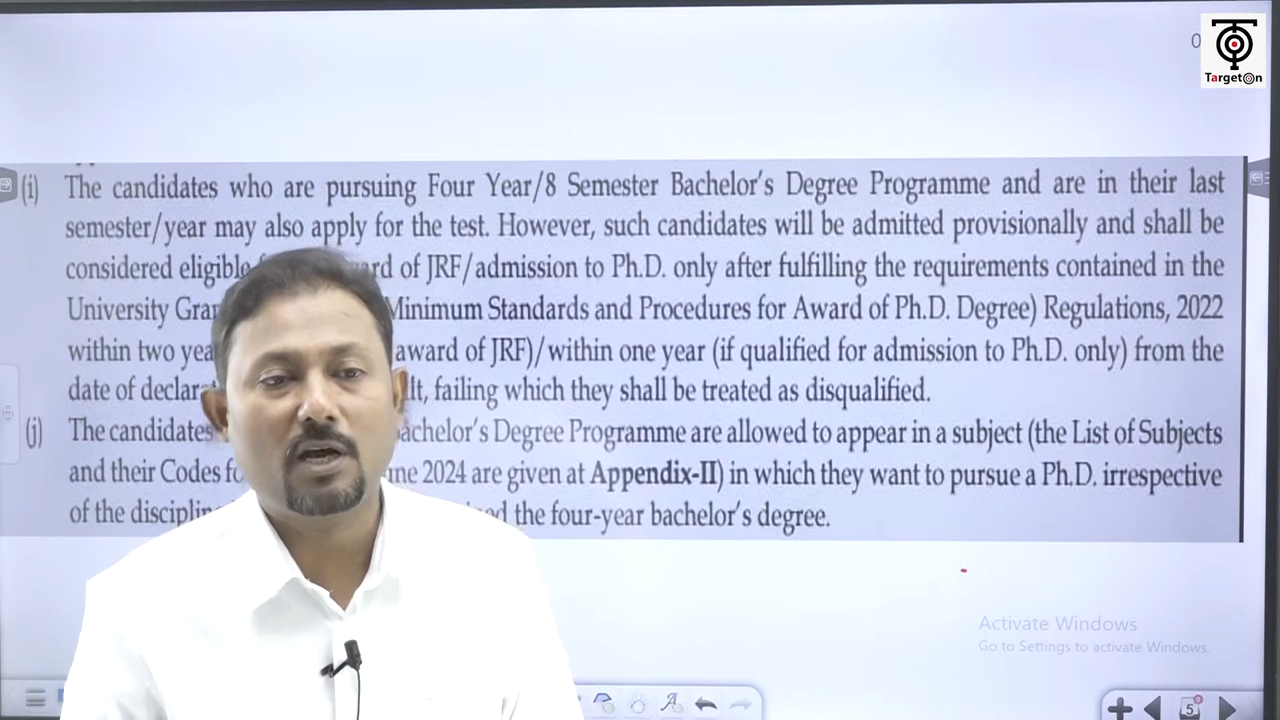 TargetOn
(i) The candidates who are pursuing Four Year/8 Semester Bachelor's Degree Programme and are in their last
semester/year may also apply for the test. However, such candidates will be admitted provisionally and shall be
considered eligible of JRF/admission to Ph.D. only after fulfilling the requirements contained in the
University Minimum Standards and Procedures for Award of Ph.D. Degree) Regulations, 2022
within two award of JRF)/within one year (if qualified for admission to Ph.D. only) from the
date of failing which they shall be treated as disqualified.
(j) The candidates Bachelor's Degree Programme are allowed to appear in a subject (the List of Subjects
and their Codes 2024 are given at Appendix-II) in which they want to pursue a Ph.D. irrespective
of the the four-year bachelor's degree.
Activate Windows
Go to Settings to activate Windows.
5